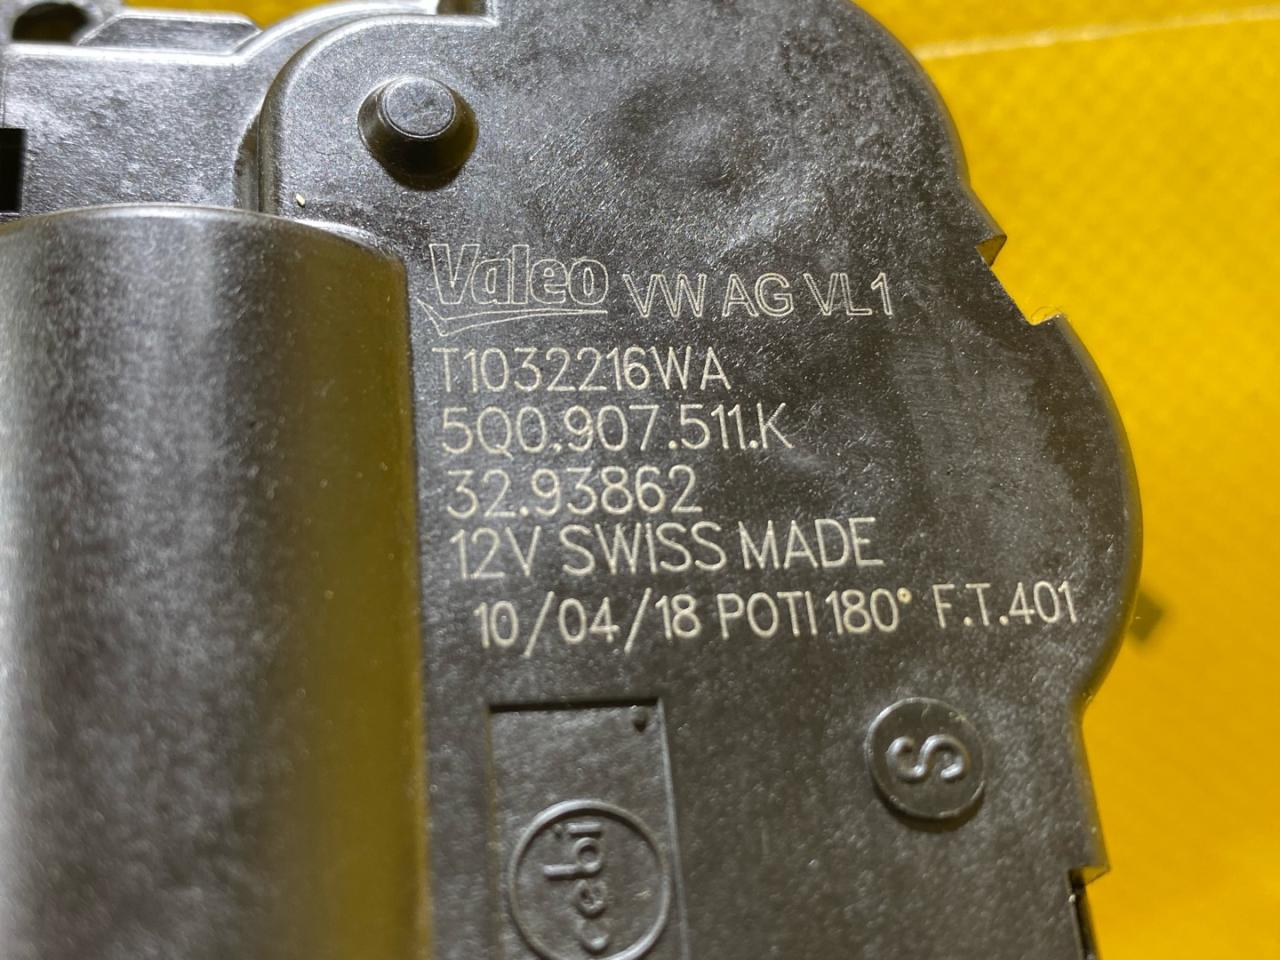 Valeo VW AG VL1
T1032216WA
5Q0.907.511.K
32.93862
12V SWISS MADE
10/04/18 POTI 180° F.T.401
S
cebi